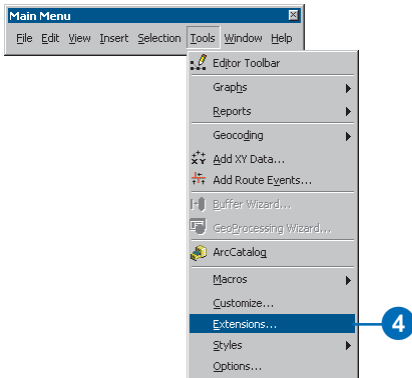 Main Menu
File Edit View Insert Selection Tools Window Help
Editor Toolbar
Graphs
Reports
Geocoding
Add XY Data...
Add Route Events...
Buffer Wizard...
GeoProcessing Wizard...
ArcCatalog
Macros
Customize...
Extensions... 4
Styles
Options...